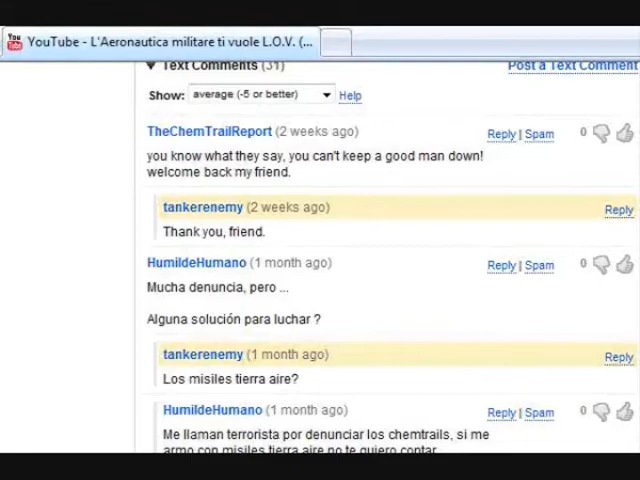 You Tube
YouTube - L'Aeronautica militare ti vuole L.O.V. (...
Text Comments (31)
Post a Text Comment
Show: average (-5 or better) Help
TheChemTrailReport (2 weeks ago) Reply | Spam 0
you know what they say, you can't keep a good man down!
welcome back my friend.
tankerenemy (2 weeks ago) Reply
Thank you, friend.
HumildeHumano (1 month ago) Reply | Spam 0
Mucha denuncia, pero ...
Alguna solución para luchar ?
tankerenemy (1 month ago) Reply
Los misiles tierra aire?
HumildeHumano (1 month ago) Reply | Spam 0
Me llaman terrorista por denunciar los chemtrails, si me
armo con misiles tierra aire no te quiero contar